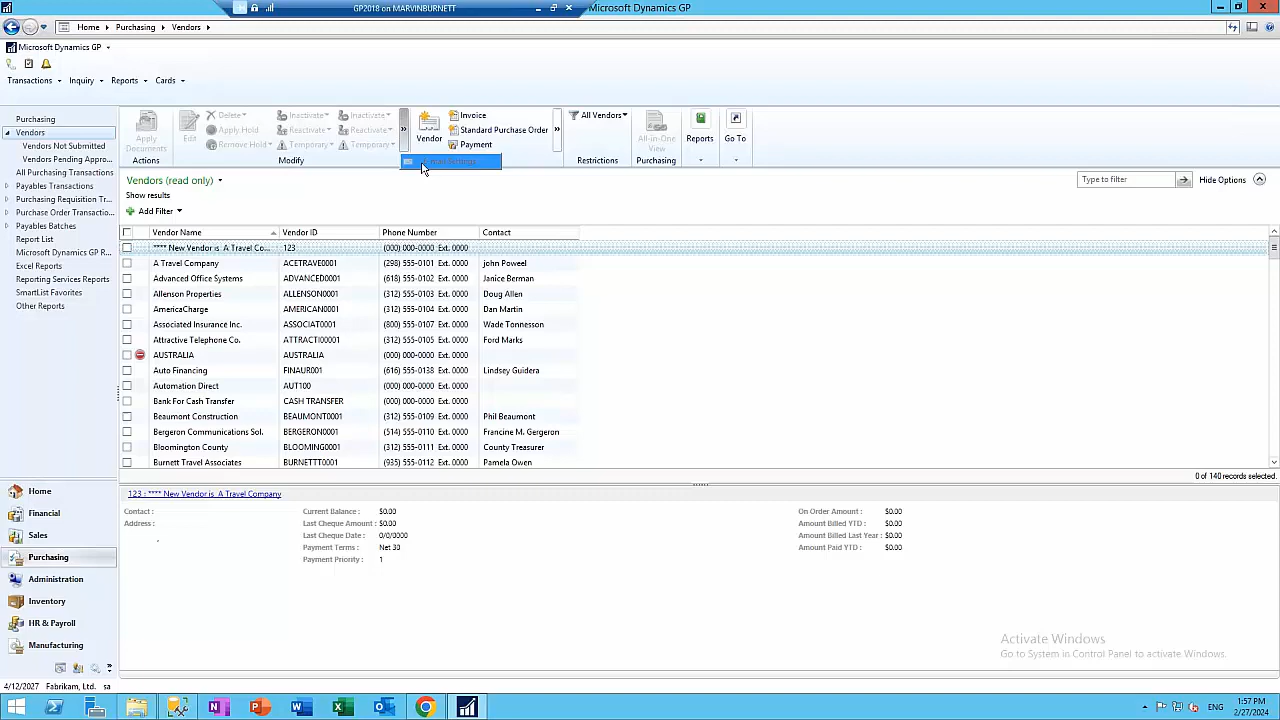 GP2018 on MARVINBURNETT
Microsoft Dynamics GP
Home
Purchasing
Vendors
Microsoft Dynamics GP
Transactions
Inquiry
Reports
Cards
Purchasing
Vendors
Vendors Not Submitted
Vendors Pending Appro...
All Purchasing Transactions
Payables Transactions
Purchasing Requisition Tr...
Purchase Order Transactio...
Payables Batches
Report List
Microsoft Dynamics GP R...
Excel Reports
Reporting Services Reports
SmartList Favorites
Other Reports
Apply Documents
Actions
Edit
Delete
Apply Hold
Remove Hold
Inactivate
Reactivate
Temporary
Inactivate
Reactivate
Temporary
Modify
Vendor
Invoice
Standard Purchase Order
Payment
E-mail Settings
All Vendors
Restrictions
All-in-One View
Purchasing
Reports
Go To
Vendors (read only)
Type to filter
Hide Options
Show results
Add Filter
Vendor Name Vendor ID Phone Number Contact
**** New Vendor is A Travel Co... 123 (000) 000-0000 Ext. 0000
A Travel Company ACETRAVE0001 (298) 555-0101 Ext. 0000 john Poweel
Advanced Office Systems ADVANCED0001 (618) 555-0102 Ext. 0000 Janice Berman
Allenson Properties ALLENSON0001 (312) 555-0103 Ext. 0000 Doug Allen
AmericaCharge AMERICAN0001 (312) 555-0104 Ext. 0000 Dan Martin
Associated Insurance Inc. ASSOCIAT0001 (800) 555-0107 Ext. 0000 Wade Tonnesson
Attractive Telephone Co. ATTRACTI0001 (312) 555-0105 Ext. 0000 Ford Marks
AUSTRALIA AUSTRALIA (000) 000-0000 Ext. 0000
Auto Financing FINAUR001 (616) 555-0138 Ext. 0000 Lindsey Guidera
Automation Direct AUT100 (000) 000-0000 Ext. 0000
Bank For Cash Transfer CASH TRANSFER (000) 000-0000 Ext. 0000
Beaumont Construction BEAUMONT0001 (312) 555-0109 Ext. 0000 Phil Beaumont
Bergeron Communications Sol. BERGERON0001 (514) 555-0110 Ext. 0000 Francine M. Gergeron
Bloomington County BLOOMING0001 (312) 555-0111 Ext. 0000 County Treasurer
Burnett Travel Associates BURNETTT0001 (935) 555-0112 Ext. 0000 Pamela Owen
0 of 140 records selected.
123 : **** New Vendor is A Travel Company
Contact :
Address :
Current Balance : $0.00
Last Cheque Amount : $0.00
Last Cheque Date : 0/0/0000
Payment Terms : Net 30
Payment Priority : 1
On Order Amount : $0.00
Amount Billed YTD : $0.00
Amount Billed Last Year : $0.00
Amount Paid YTD : $0.00
Home
Financial
Sales
Purchasing
Administration
Inventory
HR & Payroll
Manufacturing
Activate Windows
Go to System in Control Panel to activate Windows.
4/12/2027 Fabrikam, Ltd. sa
ENG
1:57 PM
2/27/2024